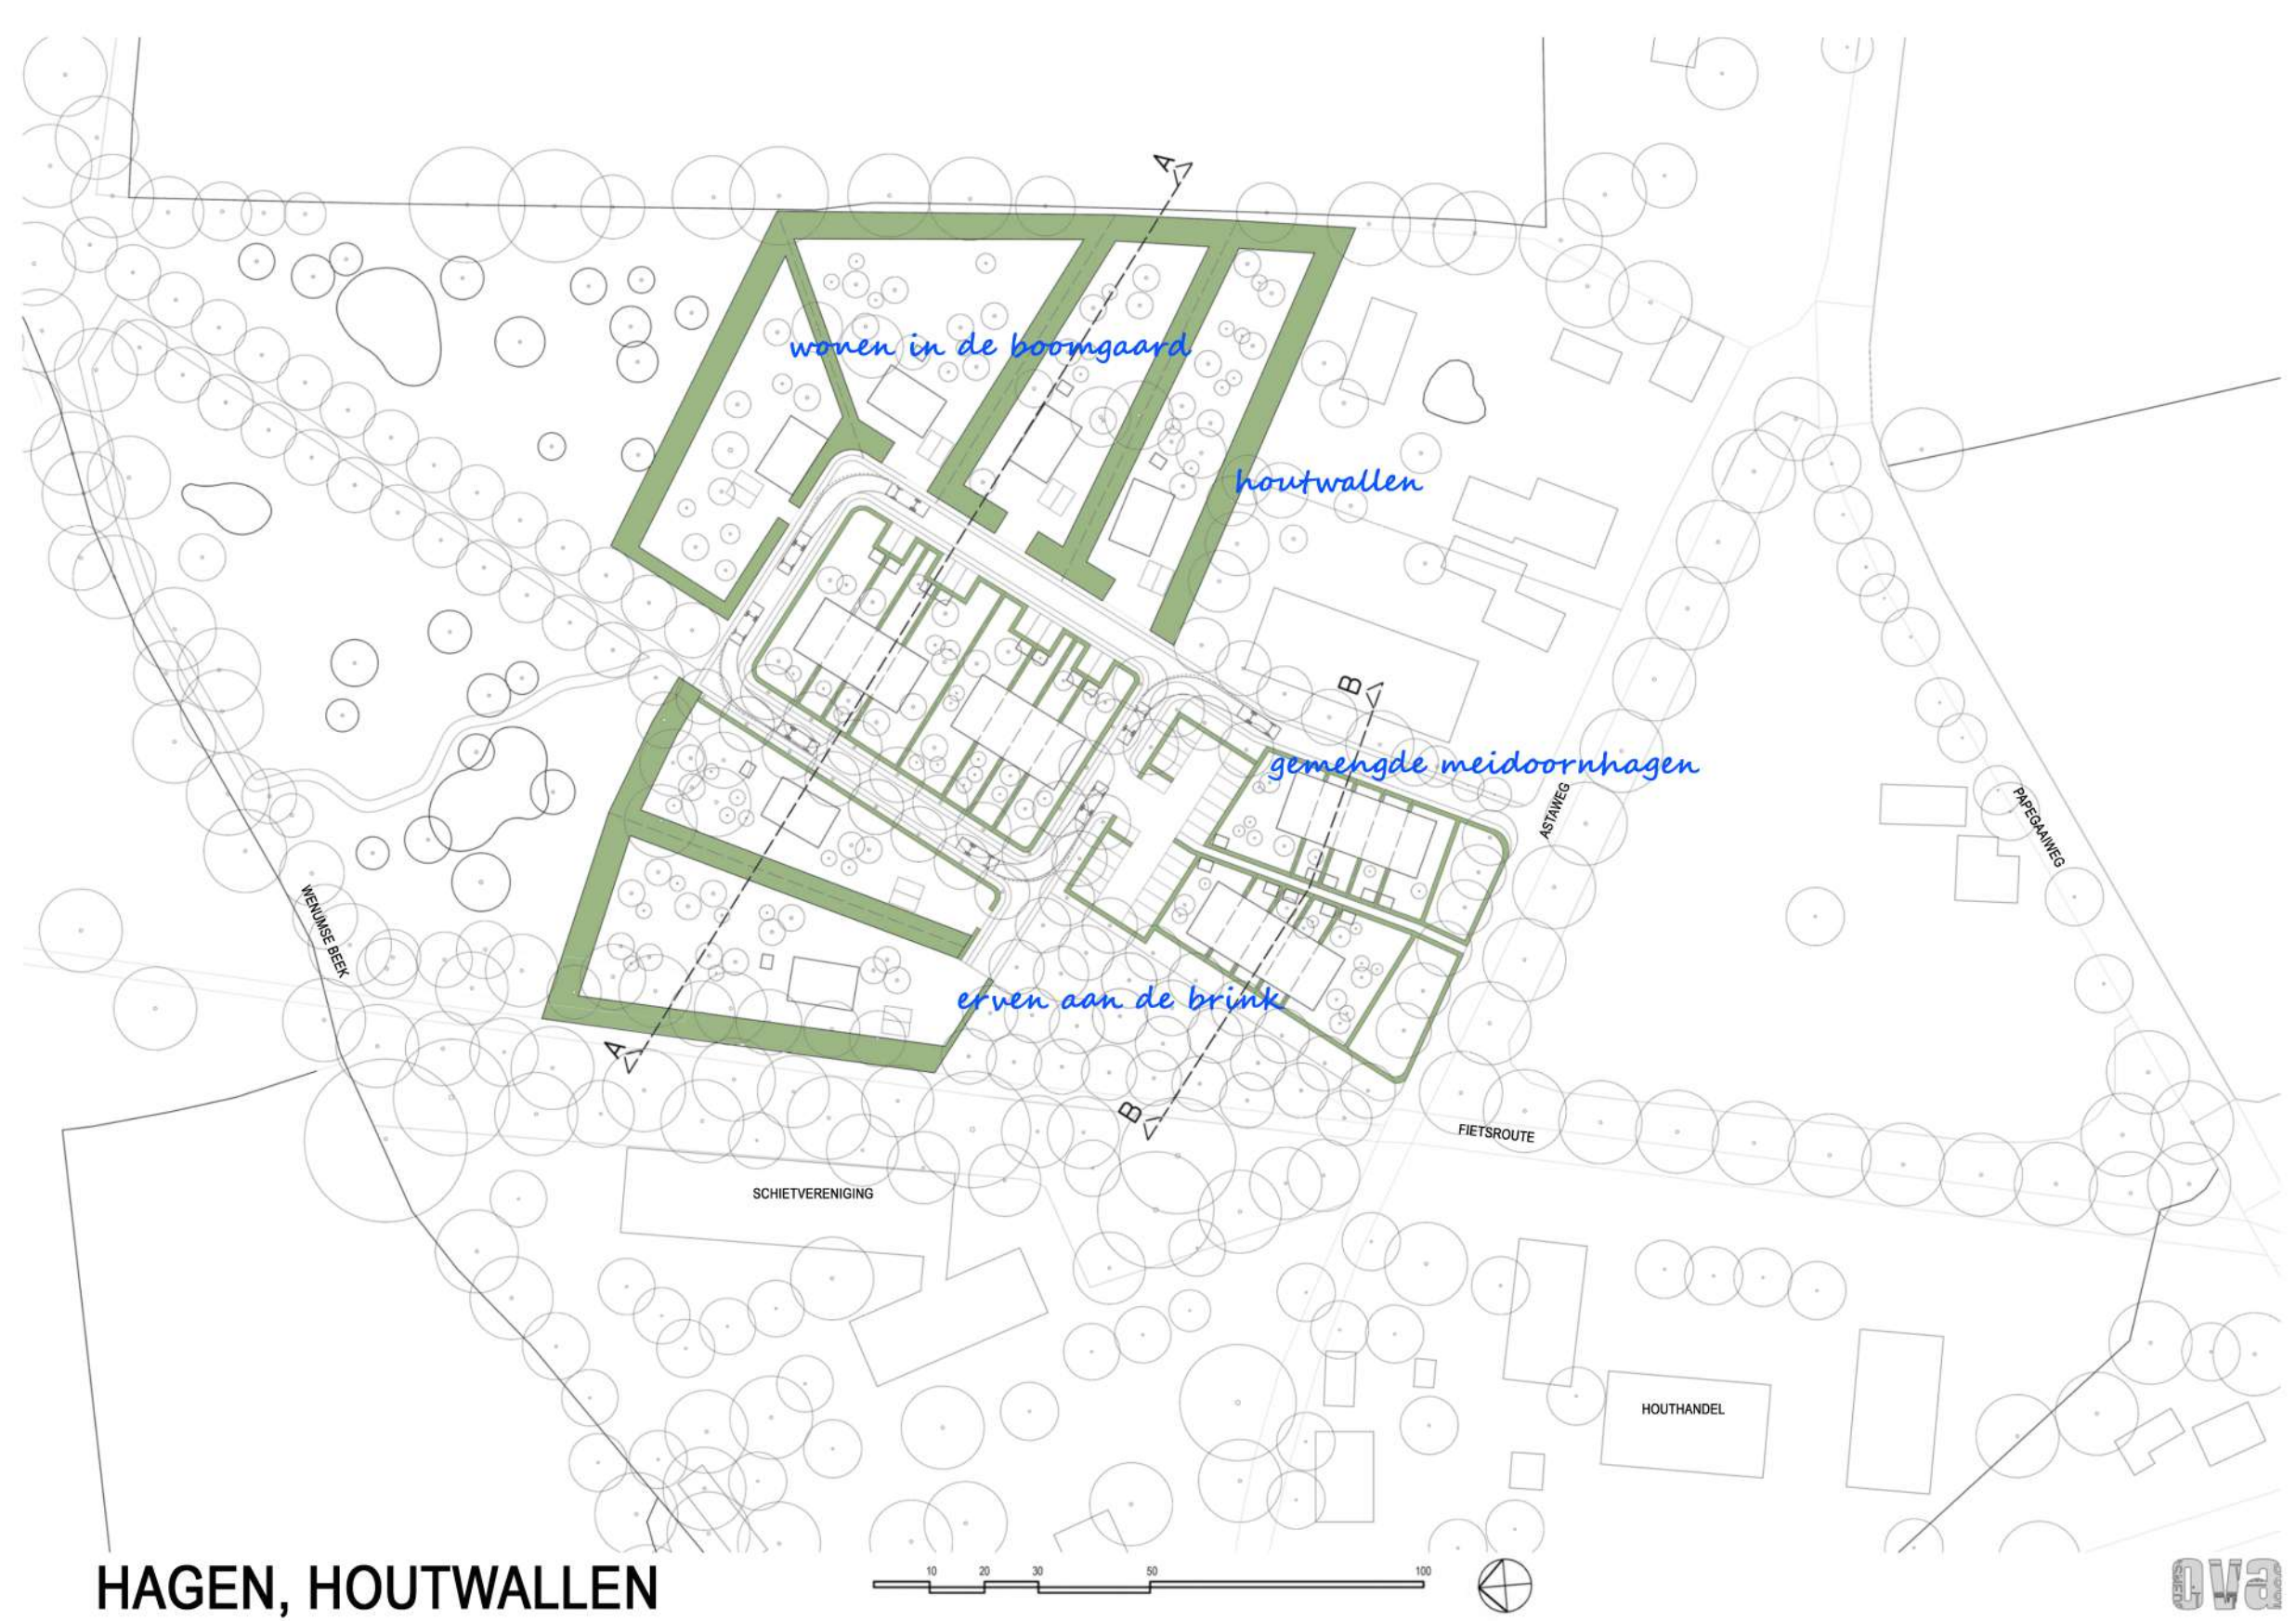 A
wonen in de boomgaard
houtwallen
B
gemengde meidoornhagen
ASTAWEG
PAPEGAAIWEG
WENUMSE BEEK
erven aan de brink
A
B
FIETSROUTE
SCHIETVERENIGING
HOUTHANDEL
HAGEN, HOUTWALLEN
10 20 30 50 100
ova